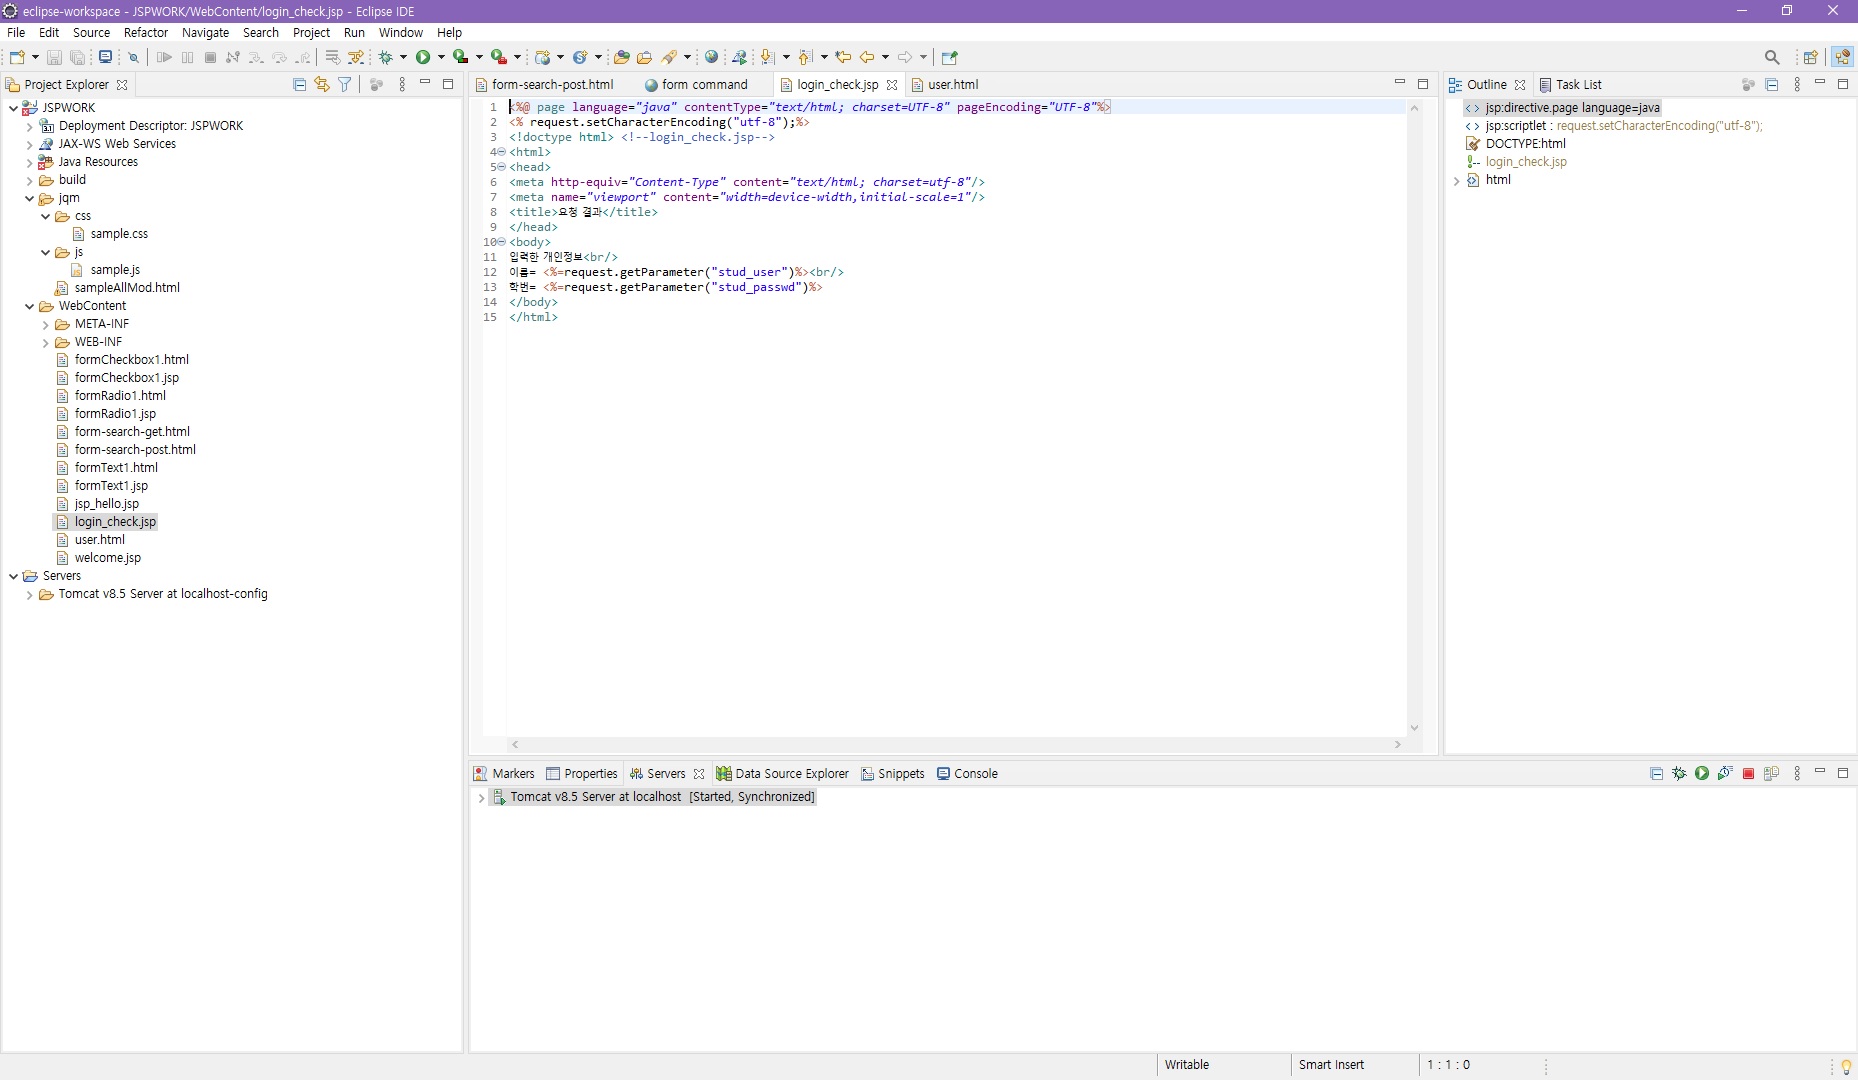 eclipse-workspace - JSPWORK/WebContent/login_check.jsp - Eclipse IDE
File Edit Source Refactor Navigate Search Project Run Window Help
Project Explorer
JSPWORK
Deployment Descriptor: JSPWORK
JAX-WS Web Services
Java Resources
build
jqm
css
sample.css
js
sample.js
sampleAllMod.html
WebContent
META-INF
WEB-INF
formCheckbox1.html
formCheckbox1.jsp
formRadio1.html
formRadio1.jsp
form-search-get.html
form-search-post.html
formText1.html
formText1.jsp
jsp_hello.jsp
login_check.jsp
user.html
welcome.jsp
Servers
Tomcat v8.5 Server at localhost-config
form-search-post.html form command login_check.jsp user.html
1 <%@ page language="java" contentType="text/html; charset=UTF-8" pageEncoding="UTF-8"%>
2 <% request.setCharacterEncoding("utf-8");%>
3 <!doctype html> <!--login_check.jsp-->
4 <html>
5 <head>
6 <meta http-equiv="Content-Type" content="text/html; charset=utf-8"/>
7 <meta name="viewport" content="width=device-width,initial-scale=1"/>
8 <title>요청 결과</title>
9 </head>
10 <body>
11 입력한 개인정보<br/>
12 이름= <%=request.getParameter("stud_user")%><br/>
13 학번= <%=request.getParameter("stud_passwd")%>
14 </body>
15 </html>
Outline Task List
jsp:directive.page language=java
jsp:scriptlet : request.setCharacterEncoding("utf-8");
DOCTYPE:html
login_check.jsp
html
Markers Properties Servers Data Source Explorer Snippets Console
Tomcat v8.5 Server at localhost [Started, Synchronized]
Writable Smart Insert 1 : 1 : 0